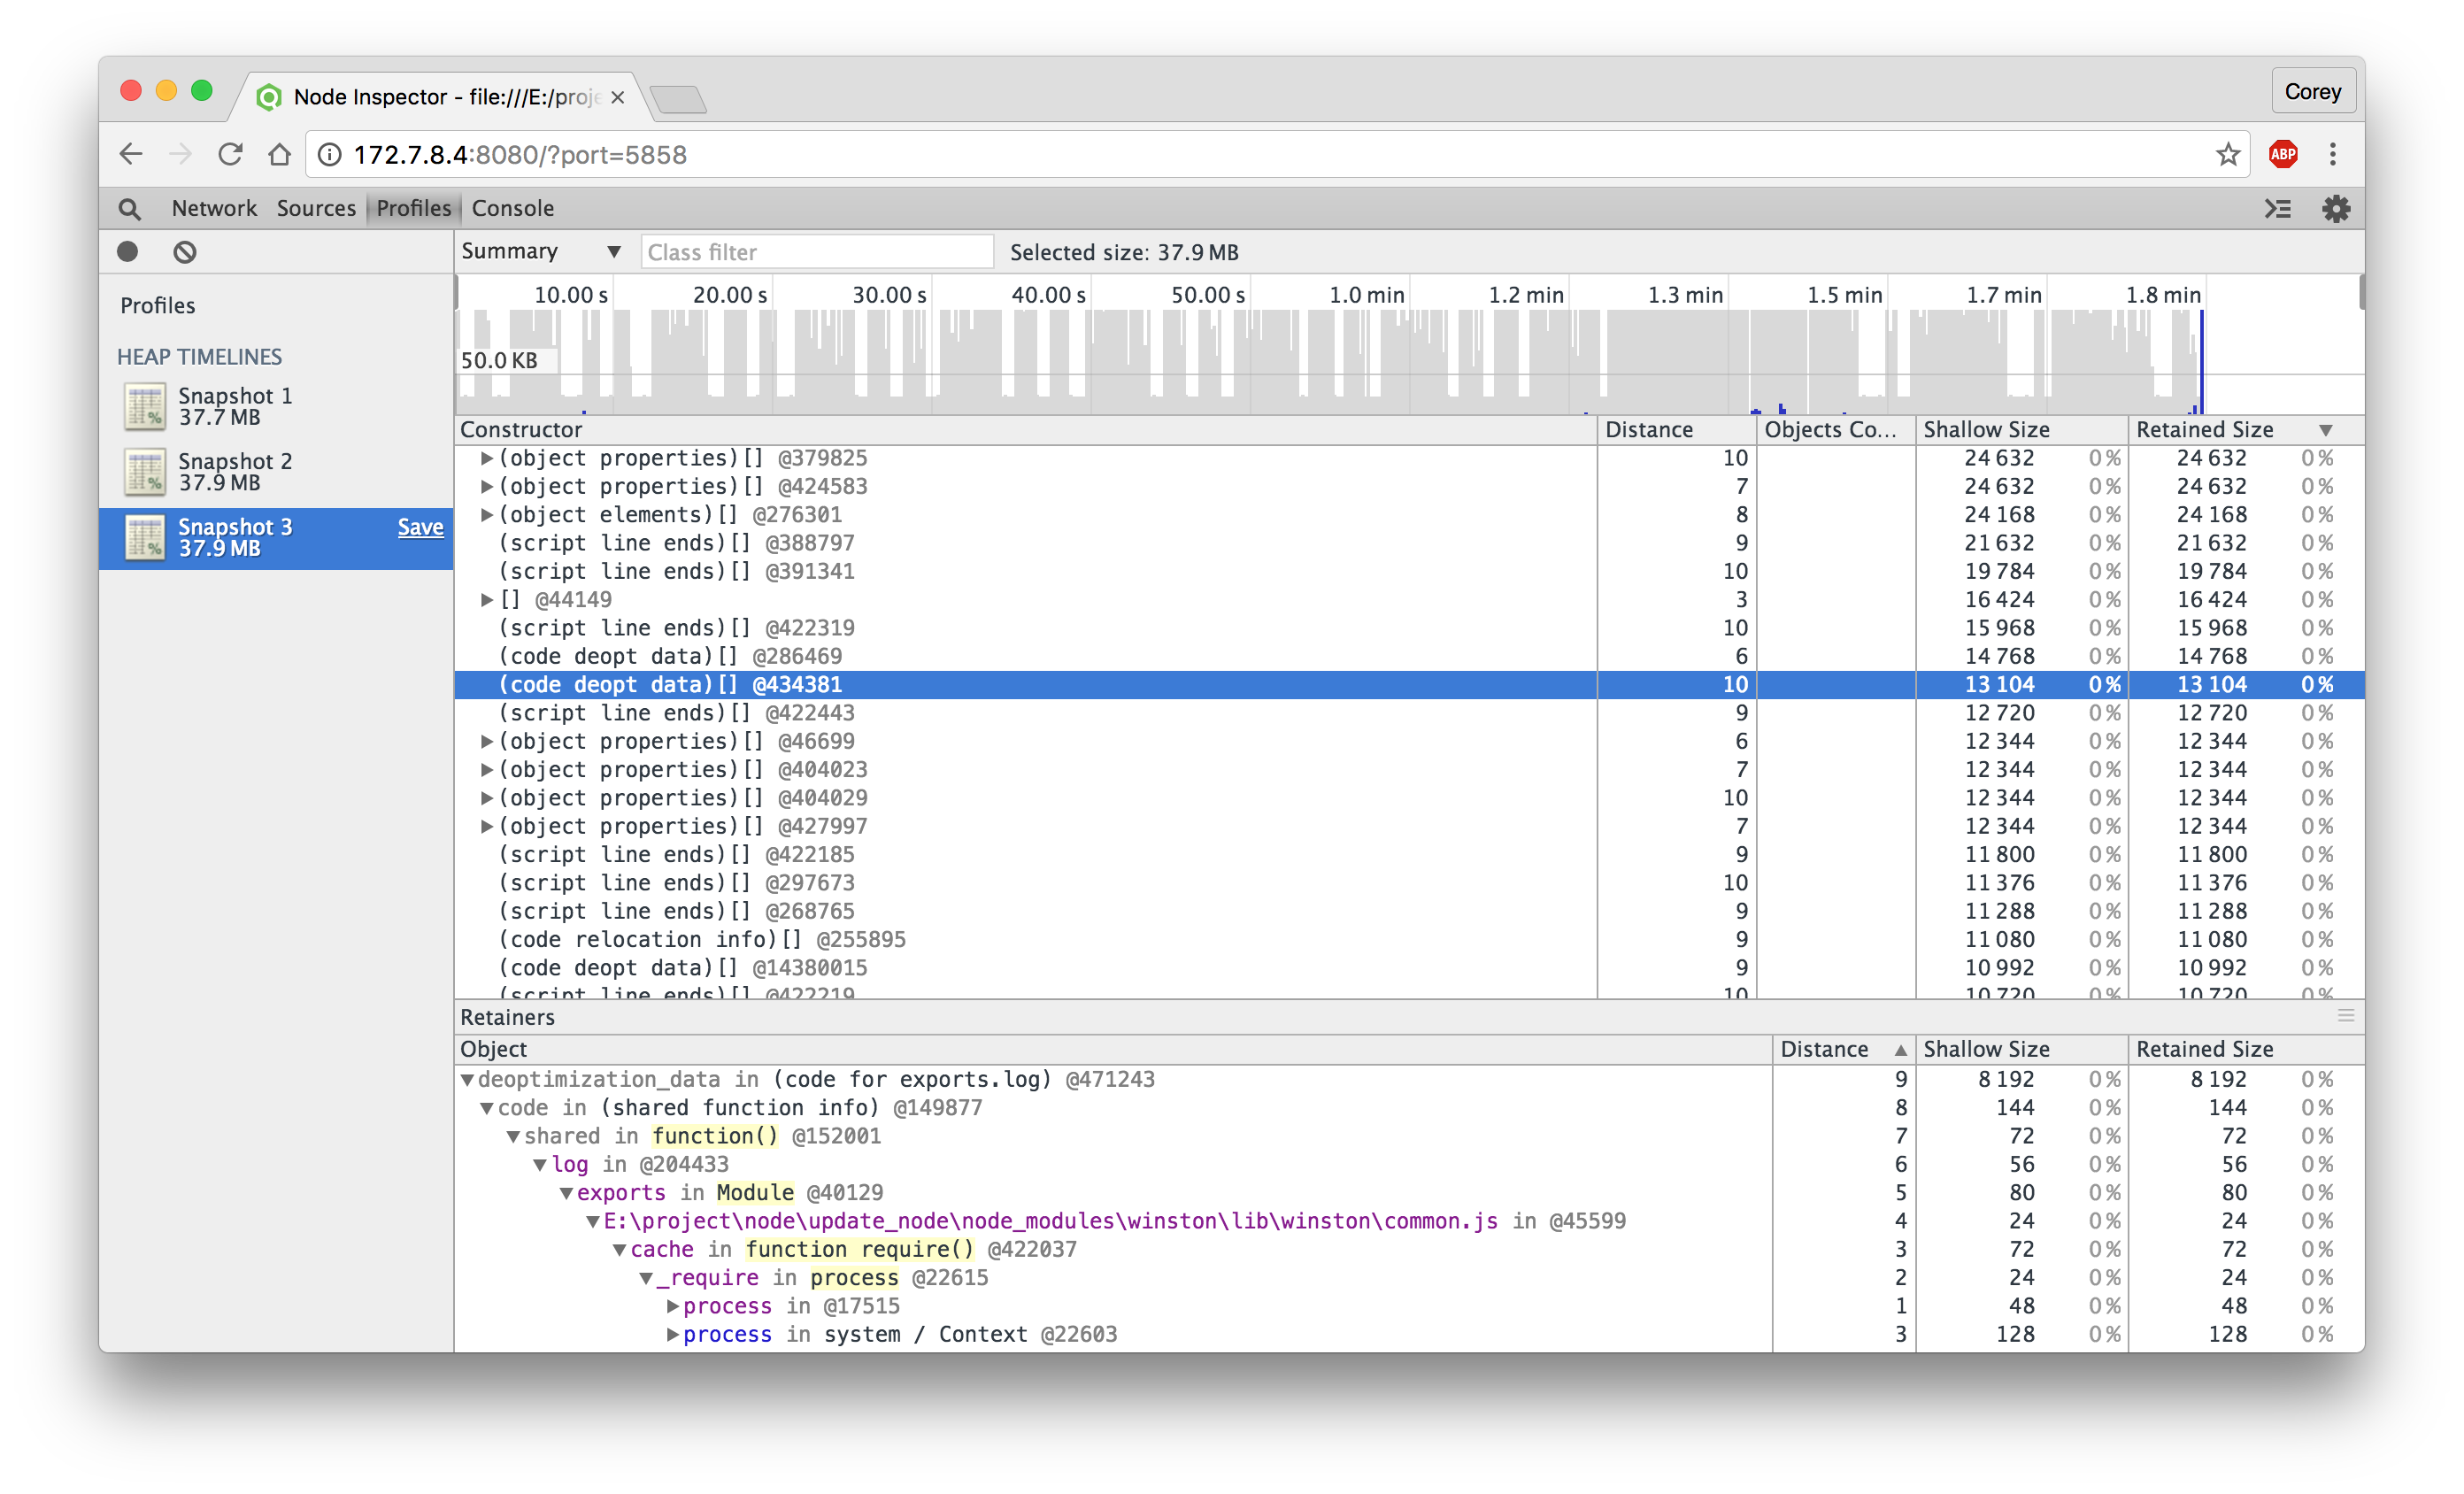 Node Inspector - file:///E:/proje
Corey
172.7.8.4:8080/?port=5858
ABP
Network Sources Profiles Console
Summary Class filter Selected size: 37.9 MB
Profiles
HEAP TIMELINES
Snapshot 1
37.7 MB
Snapshot 2
37.9 MB
Snapshot 3 Save
37.9 MB
10.00 s 20.00 s 30.00 s 40.00 s 50.00 s 1.0 min 1.2 min 1.3 min 1.5 min 1.7 min 1.8 min
50.0 KB
Constructor Distance Objects Co... Shallow Size Retained Size
(object properties)[] @379825 10 24 632 0% 24 632 0%
(object properties)[] @424583 7 24 632 0% 24 632 0%
(object elements)[] @276301 8 24 168 0% 24 168 0%
(script line ends)[] @388797 9 21 632 0% 21 632 0%
(script line ends)[] @391341 10 19 784 0% 19 784 0%
[] @44149 3 16 424 0% 16 424 0%
(script line ends)[] @422319 10 15 968 0% 15 968 0%
(code deopt data)[] @286469 6 14 768 0% 14 768 0%
(code deopt data)[] @434381 10 13 104 0% 13 104 0%
(script line ends)[] @422443 9 12 720 0% 12 720 0%
(object properties)[] @46699 6 12 344 0% 12 344 0%
(object properties)[] @404023 7 12 344 0% 12 344 0%
(object properties)[] @404029 10 12 344 0% 12 344 0%
(object properties)[] @427997 7 12 344 0% 12 344 0%
(script line ends)[] @422185 9 11 800 0% 11 800 0%
(script line ends)[] @297673 10 11 376 0% 11 376 0%
(script line ends)[] @268765 9 11 288 0% 11 288 0%
(code relocation info)[] @255895 9 11 080 0% 11 080 0%
(code deopt data)[] @14380015 9 10 992 0% 10 992 0%
(script line ends)[] @422219 10 10 720 0% 10 720 0%
Retainers
Object Distance Shallow Size Retained Size
deoptimization_data in (code for exports.log) @471243 9 8 192 0% 8 192 0%
code in (shared function info) @149877 8 144 0% 144 0%
shared in function() @152001 7 72 0% 72 0%
log in @204433 6 56 0% 56 0%
exports in Module @40129 5 80 0% 80 0%
E:\project\node\update_node\node_modules\winston\lib\winston\common.js in @45599 4 24 0% 24 0%
cache in function require() @422037 3 72 0% 72 0%
_require in process @22615 2 24 0% 24 0%
process in @17515 1 48 0% 48 0%
process in system / Context @22603 3 128 0% 128 0%